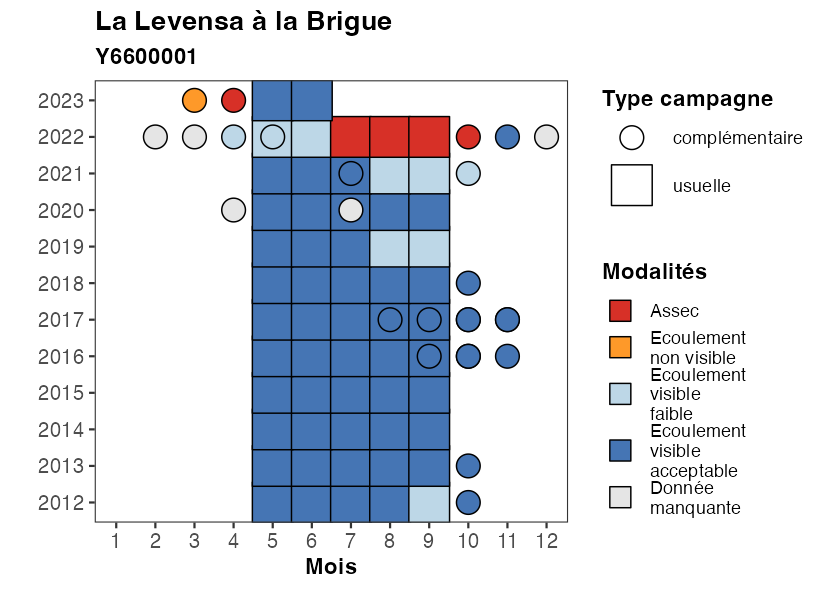 La Levensa à la Brigue
Y6600001
2023
2022
2021
2020
2019
2018
2017
2016
2015
2014
2013
2012
1 2 3 4 5 6 7 8 9 10 11 12
Mois
Type campagne
complémentaire
usuelle
Modalités
Assec
Ecoulement
non visible
Ecoulement
visible
faible
Ecoulement
visible
acceptable
Donnée
manquante